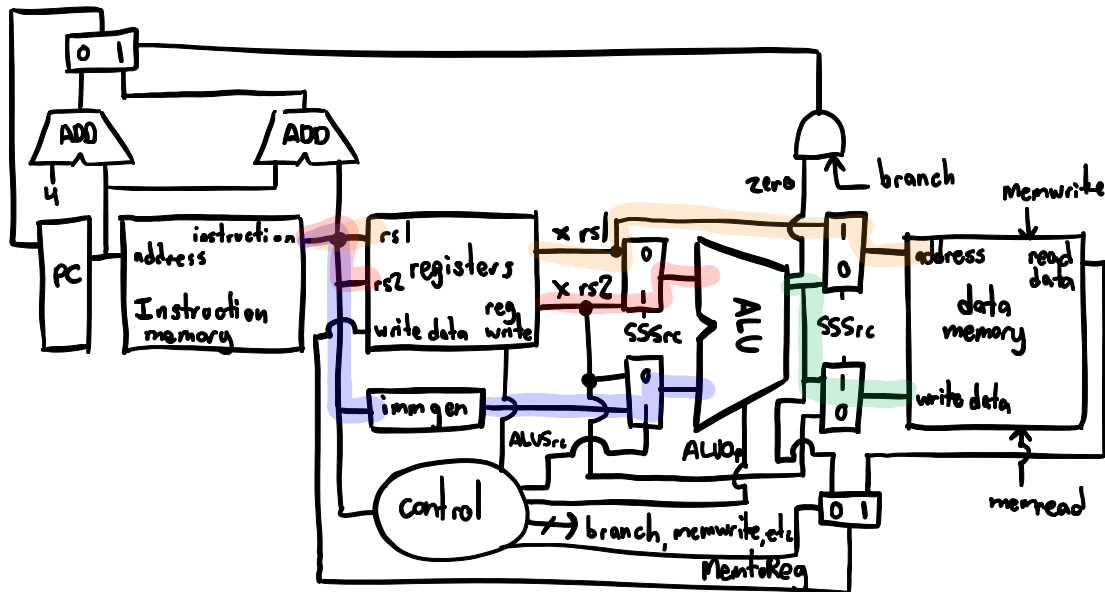 0 1
ADD
ADD
4
zero
branch
Memwrite
PC
instruction
address
Instruction
memory
rs1
rs2
registers
reg
write
write data
x rs1
x rs2
0
1
SSSrc
ALU
1
0
SSSrc
address
read
data
data
memory
write data
imm gen
0
1
1
0
ALUSrc
ALUOp
control
branch, memwrite, etc
MemtoReg
0 1
memread